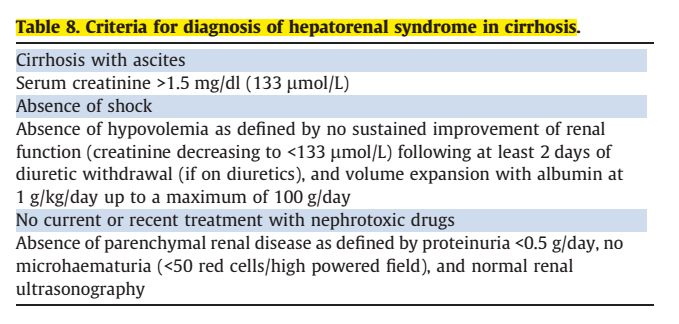 Table 8. Criteria for diagnosis of hepatorenal syndrome in cirrhosis.
Cirrhosis with ascites
Serum creatinine >1.5 mg/dl (133 μmol/L)
Absence of shock
Absence of hypovolemia as defined by no sustained improvement of renal
function (creatinine decreasing to <133 μmol/L) following at least 2 days of
diuretic withdrawal (if on diuretics), and volume expansion with albumin at
1 g/kg/day up to a maximum of 100 g/day
No current or recent treatment with nephrotoxic drugs
Absence of parenchymal renal disease as defined by proteinuria <0.5 g/day, no
microhaematuria (<50 red cells/high powered field), and normal renal
ultrasonography